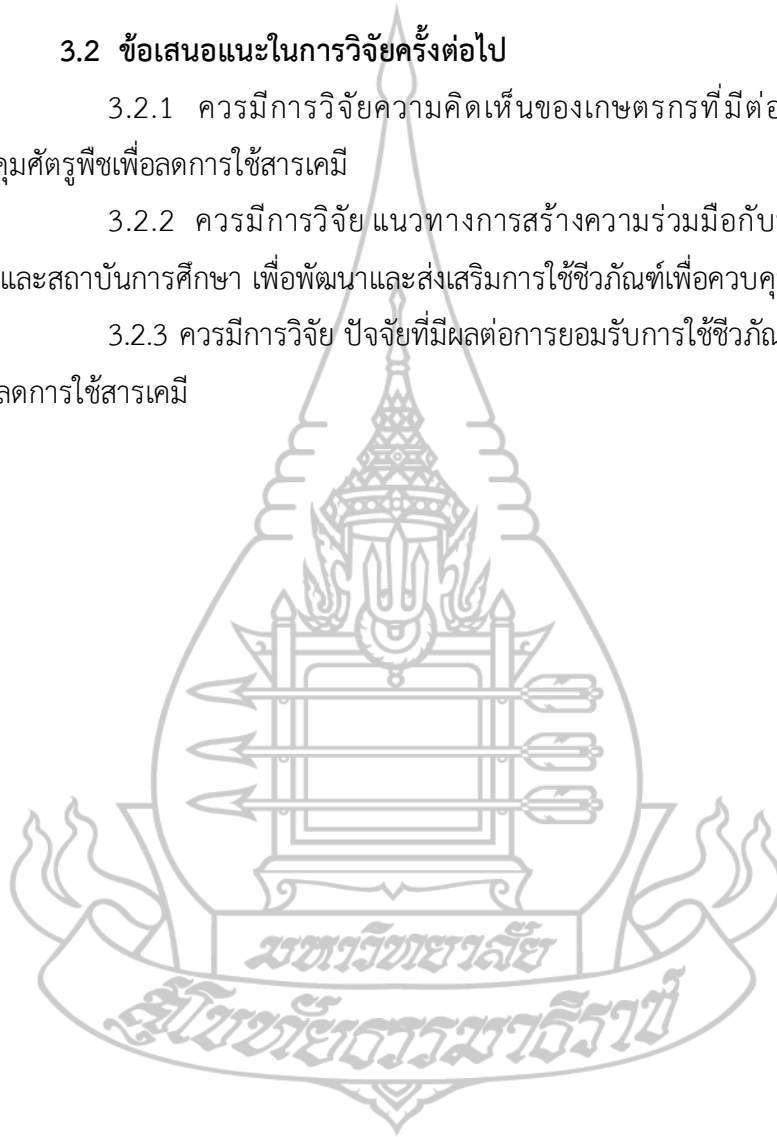 3.2 ข้อเสนอแนะในการวิจัยครั้งต่อไป
3.2.1 ควรมีการวิจัยความคิดเห็นของเกษตรกรที่มีต่อ
คุมศัตรูพืชเพื่อลดการใช้สารเคมี
3.2.2 ควรมีการวิจัย แนวทางการสร้างความร่วมมือกับ
และสถาบันการศึกษา เพื่อพัฒนาและส่งเสริมการใช้ชีวภัณฑ์เพื่อควบคุ
3.2.3 ควรมีการวิจัย ปัจจัยที่มีผลต่อการยอมรับการใช้ชีวภัณ
ลดการใช้สารเคมี
มหาวิทยาลัย
สุโขทัยธรรมาธิราช